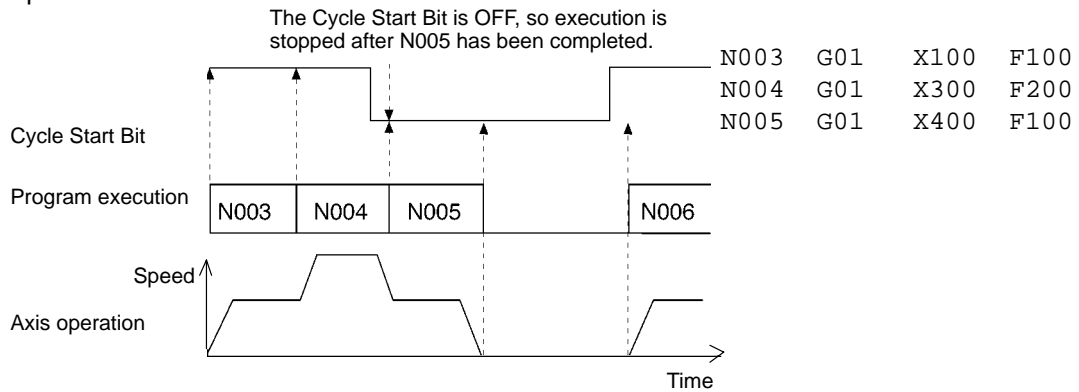 The Cycle Start Bit is OFF, so execution is
stopped after N005 has been completed.
N003 G01 X100 F100
N004 G01 X300 F200
N005 G01 X400 F100
Cycle Start Bit
Program execution
N003 N004 N005 N006
Speed
Axis operation
Time